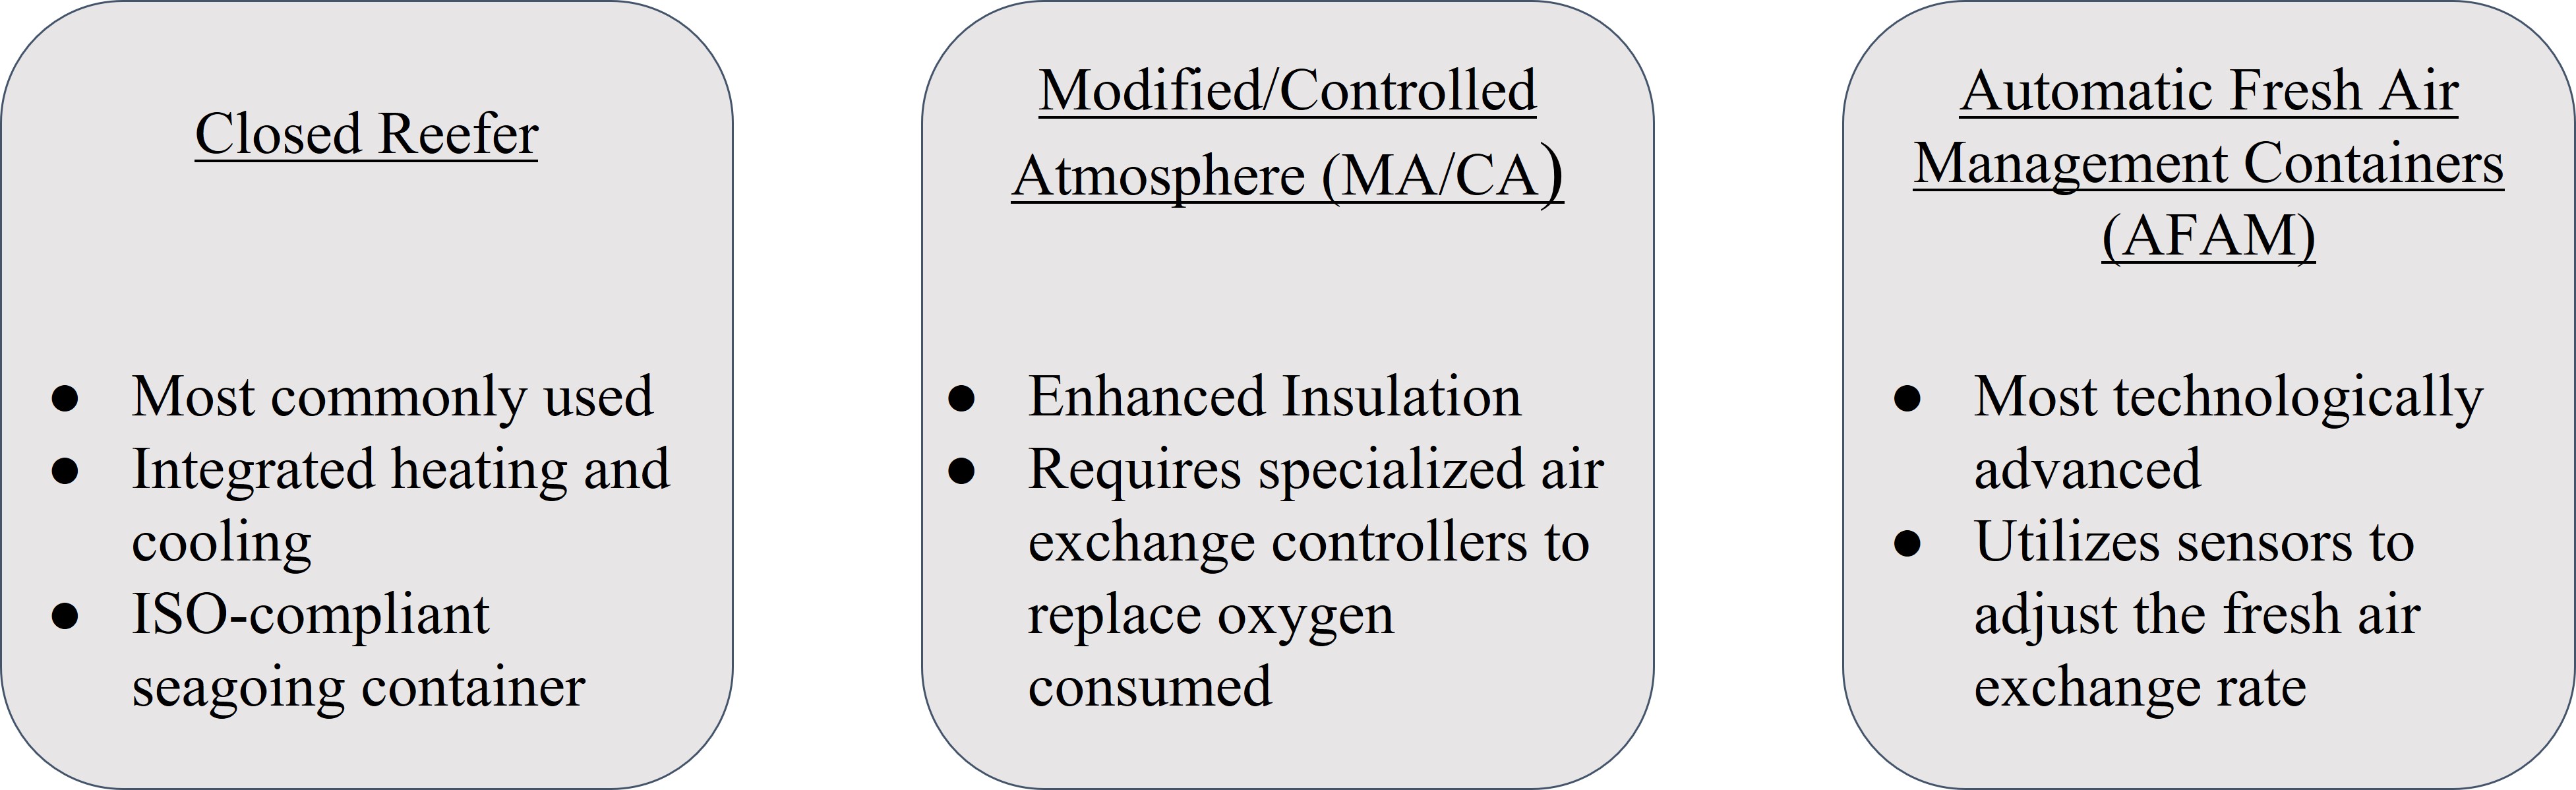 Closed Reefer
● Most commonly used
● Integrated heating and
cooling
● ISO-compliant
seagoing container
Modified/Controlled
Atmosphere (MA/CA)
● Enhanced Insulation
● Requires specialized air
exchange controllers to
replace oxygen
consumed
Automatic Fresh Air
Management Containers
(AFAM)
● Most technologically
advanced
● Utilizes sensors to
adjust the fresh air
exchange rate